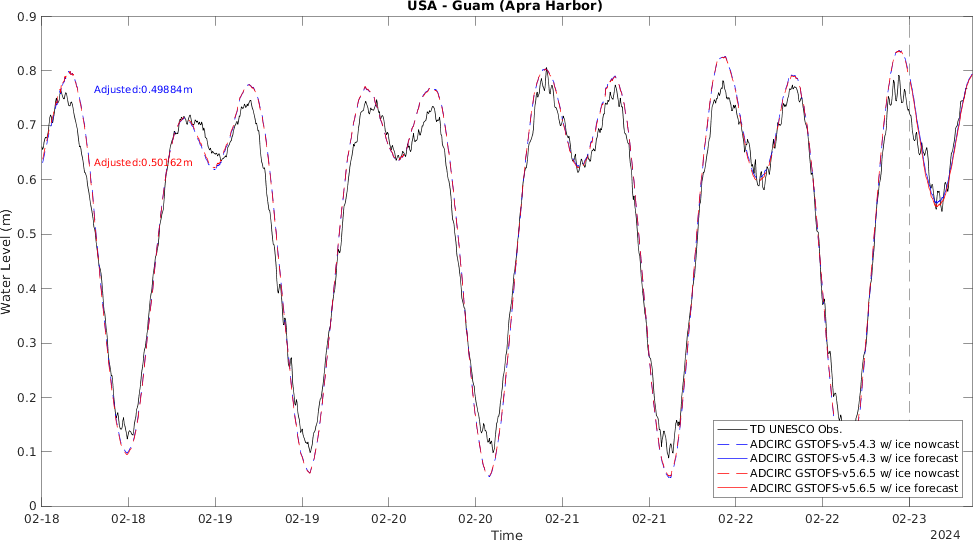 USA - Guam (Apra Harbor)
0.9
0.8
0.7
0.6
0.5
0.4
0.3
0.2
0.1
0
Water Level (m)
Adjusted:0.49884m
Adjusted:0.50162m
TD UNESCO Obs.
ADCIRC GSTOFS-v5.4.3 w/ ice nowcast
ADCIRC GSTOFS-v5.4.3 w/ ice forecast
ADCIRC GSTOFS-v5.6.5 w/ ice nowcast
ADCIRC GSTOFS-v5.6.5 w/ ice forecast
02-18 02-18 02-19 02-19 02-20 02-20 02-21 02-21 02-22 02-22 02-23
Time
2024